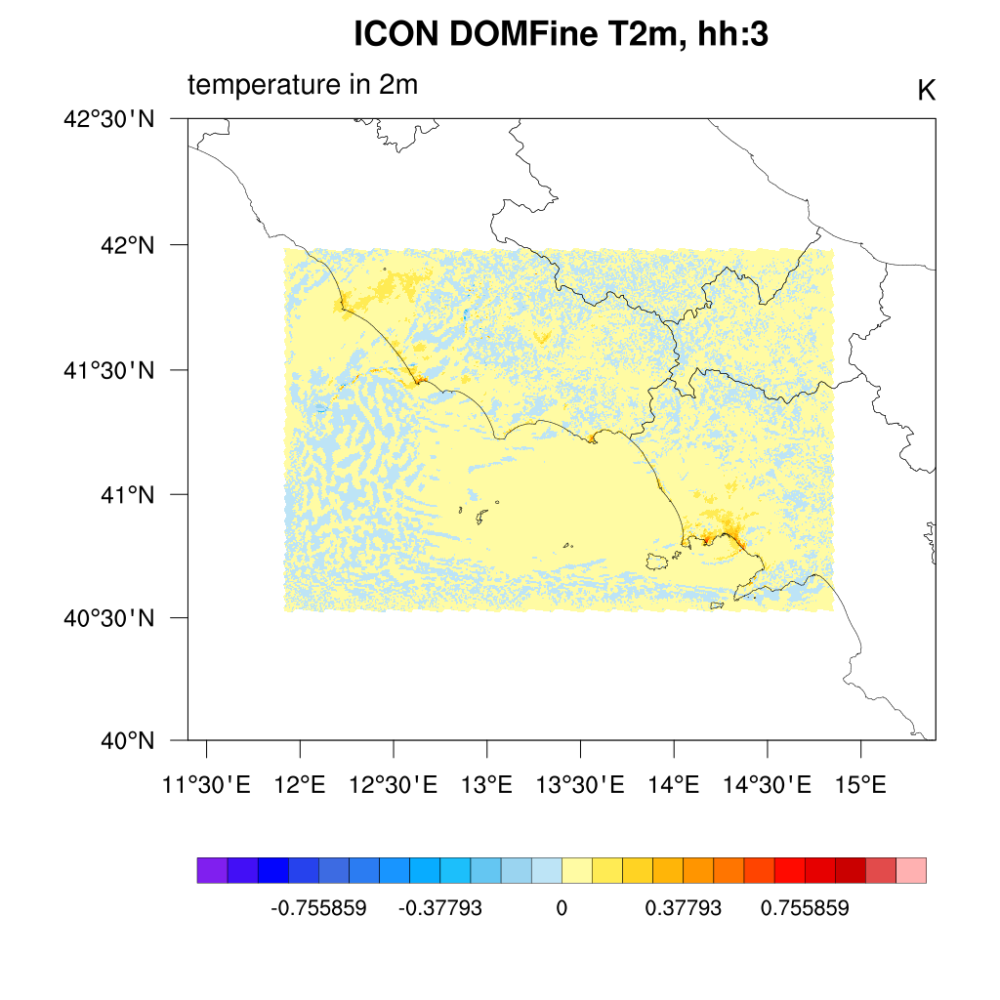 ICON DOMFine T2m, hh:3
temperature in 2m K
42°30'N
42°N
41°30'N
41°N
40°30'N
40°N
11°30'E 12°E 12°30'E 13°E 13°30'E 14°E 14°30'E 15°E
-0.755859 -0.37793 0 0.37793 0.755859